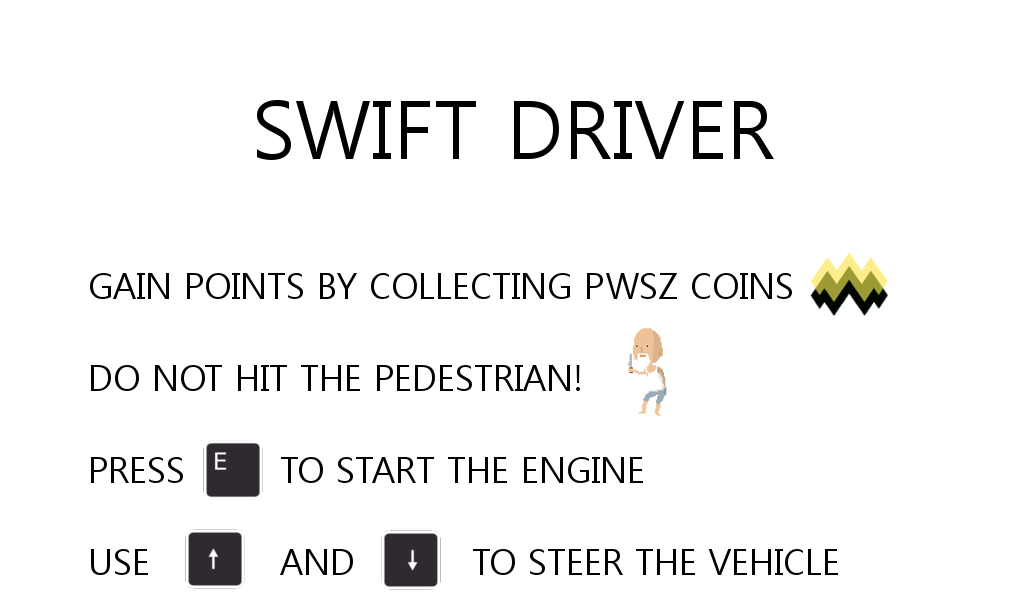 SWIFT DRIVER
GAIN POINTS BY COLLECTING PWSZ COINS
DO NOT HIT THE PEDESTRIAN!
PRESS E TO START THE ENGINE
USE ↑ AND ↓ TO STEER THE VEHICLE